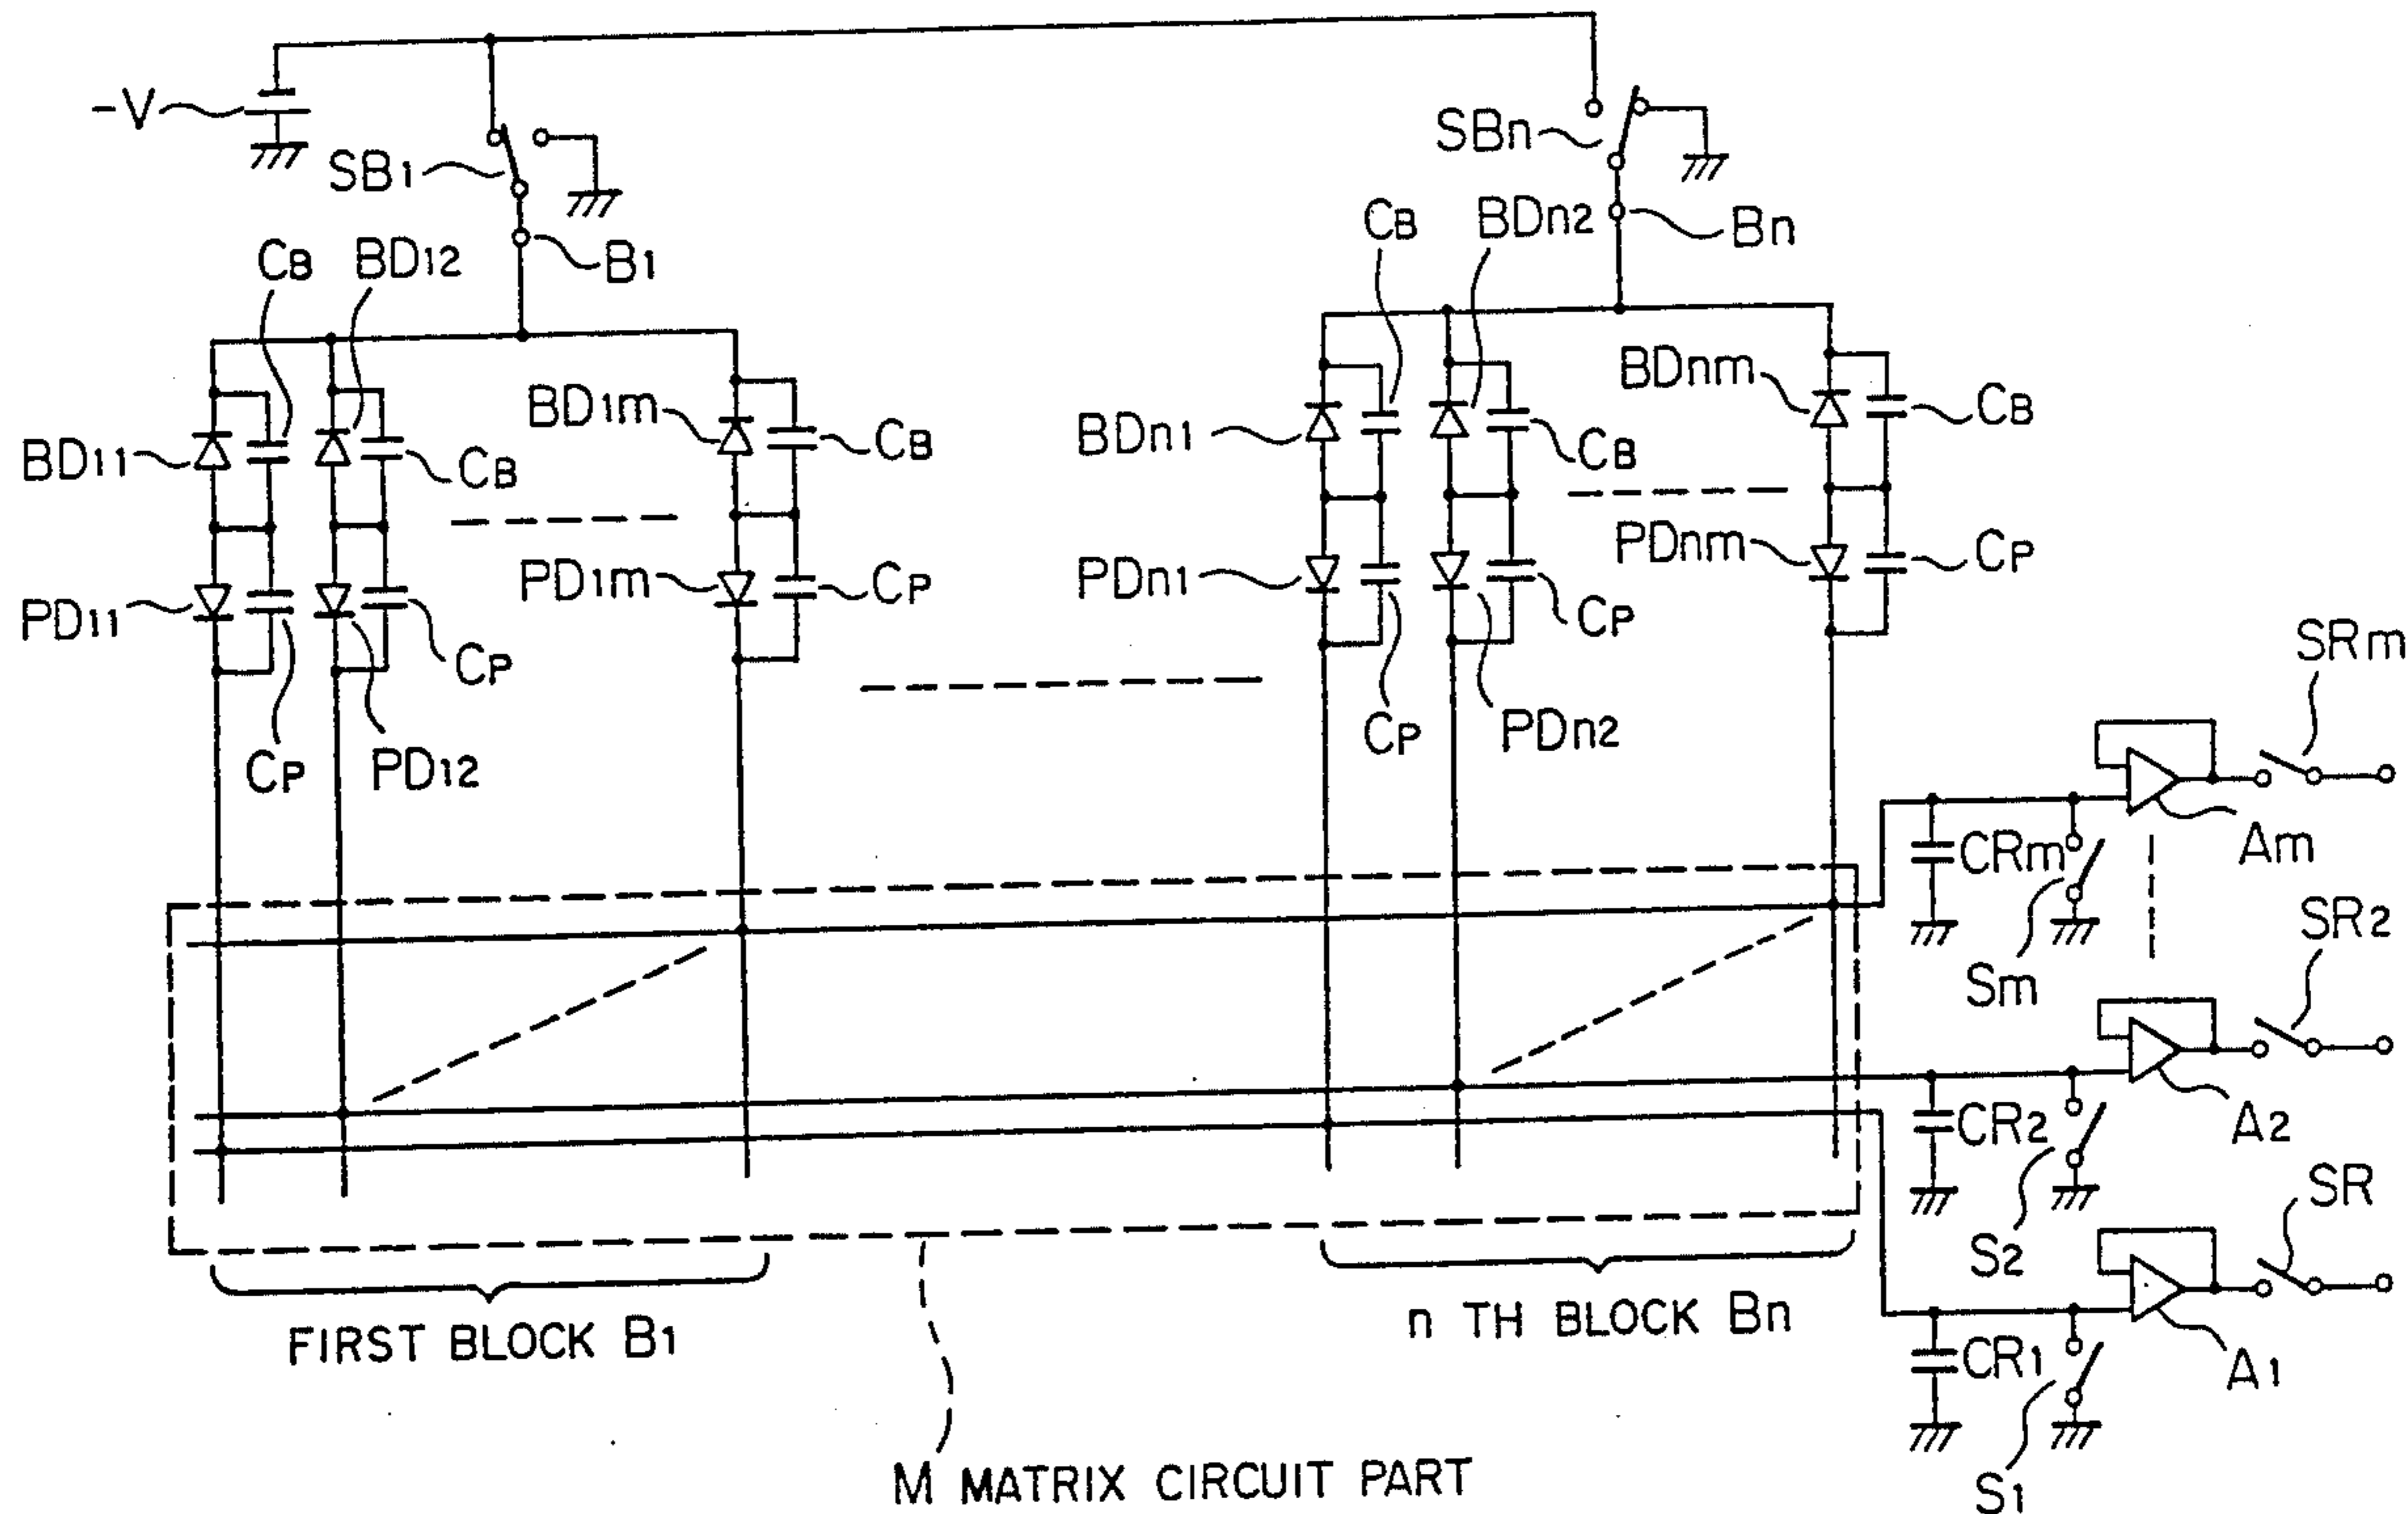 -V
SB1
SBn
B1
Bn
CB
BD12
CB
BDn2
BD11
CB
BD1m
CB
BDn1
CB
BDnm
CB
PD11
CP
PD1m
CP
PDn1
CP
PDnm
CP
CP
PD12
CP
PDn2
SRm
CRm
Sm
Am
SR2
CR2
S2
A2
SR
CR1
S1
A1
FIRST BLOCK B1
n TH BLOCK Bn
M MATRIX CIRCUIT PART